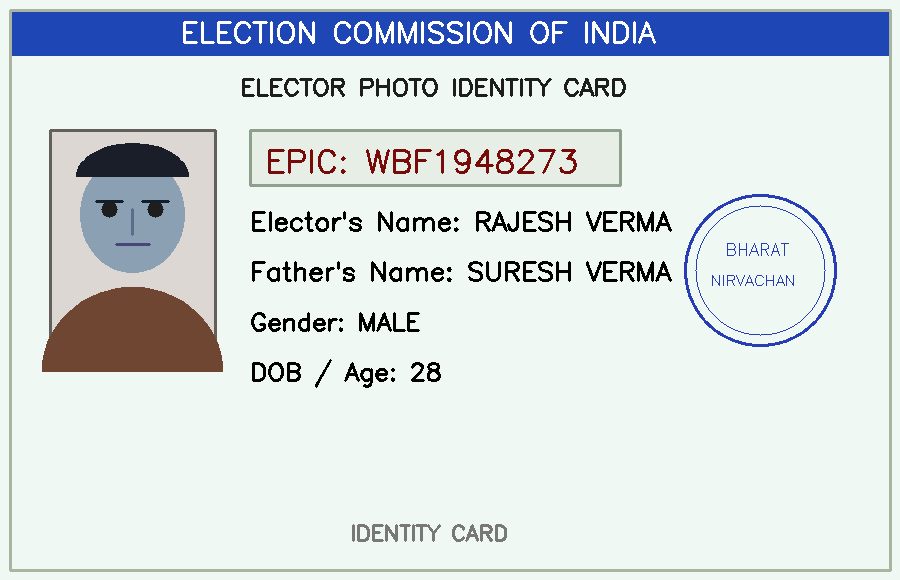 ELECTION COMMISSION OF INDIA
ELECTOR PHOTO IDENTITY CARD
EPIC: WBF1948273
Elector's Name: RAJESH VERMA
Father's Name: SURESH VERMA
Gender: MALE
DOB / Age: 28
BHARAT
NIRVACHAN
IDENTITY CARD